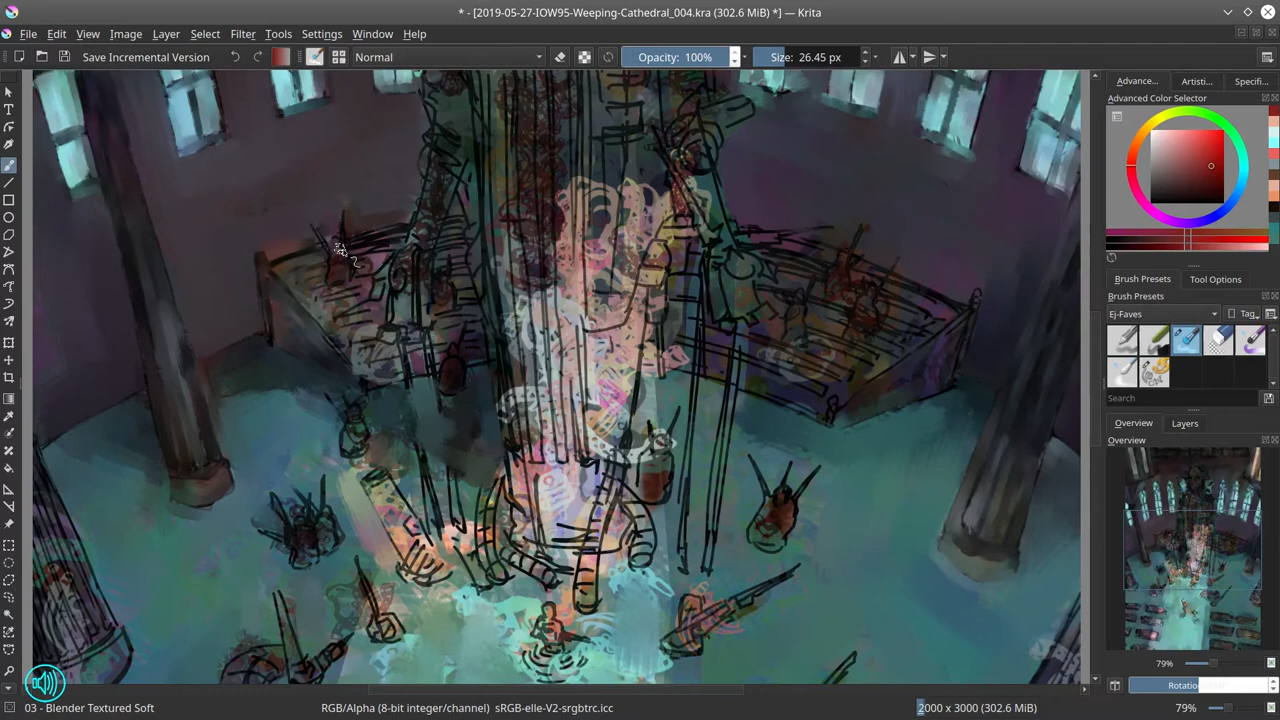 * - [2019-05-27-IOW95-Weeping-Cathedral_004.kra (302.6 MiB) *] — Krita
File Edit View Image Layer Select Filter Tools Settings Window Help
Save Incremental Version Normal Opacity: 100% Size: 26.45 px
Advance... Artisti... Specifi...
Advanced Color Selector
Brush Presets Tool Options
Brush Presets
Ej-Faves Tag
Search
Overview Layers
Overview
79%
03 - Blender Textured Soft RGB/Alpha (8-bit integer/channel) sRGB-elle-V2-srgbtrc.icc 2000 x 3000 (302.6 MiB) 79%